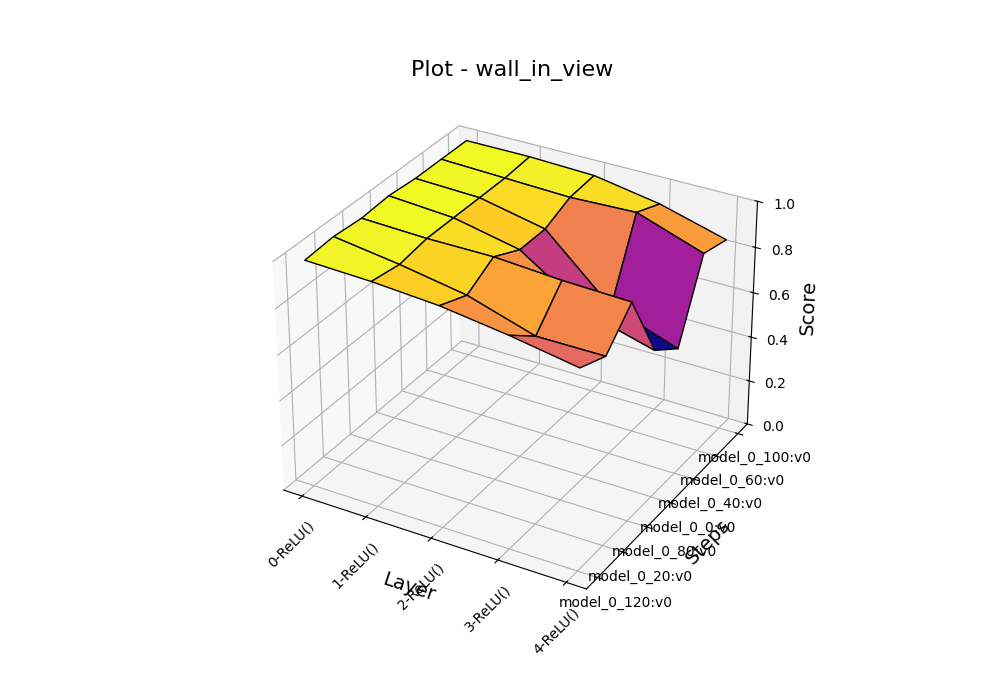 Plot - wall_in_view
1.0
0.8
0.6
0.4
0.2
0.0
Score
model_0_100:v0
model_0_60:v0
model_0_40:v0
model_0_0:v0
model_0_80:v0
model_0_20:v0
model_0_120:v0
Steps
0-ReLU()
1-ReLU()
2-ReLU()
3-ReLU()
4-ReLU()
Layer